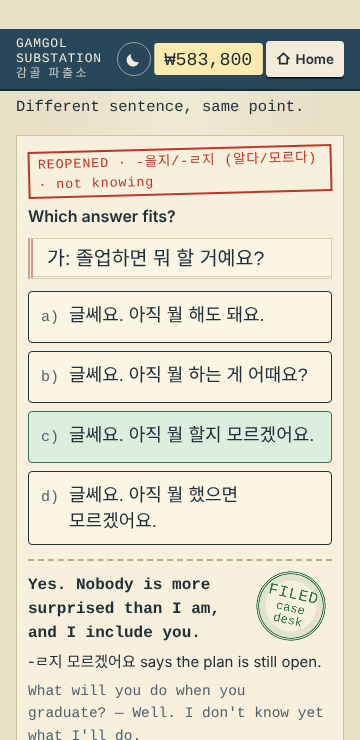 GAMGOL
SUBSTATION
감골 파출소
₩583,800
Home
Different sentence, same point.
REOPENED · -을지/-ㄹ지 (알다/모르다)
· not knowing
Which answer fits?
가: 졸업하면 뭐 할 거예요?
a) 글쎄요. 아직 뭘 해도 돼요.
b) 글쎄요. 아직 뭘 하는 게 어때요?
c) 글쎄요. 아직 뭘 할지 모르겠어요.
d) 글쎄요. 아직 뭘 했으면
모르겠어요.
Yes. Nobody is more
surprised than I am,
and I include you.
FILED
case
desk
-ㄹ지 모르겠어요 says the plan is still open.
What will you do when you
graduate? — Well. I don't know yet
what I'll do.